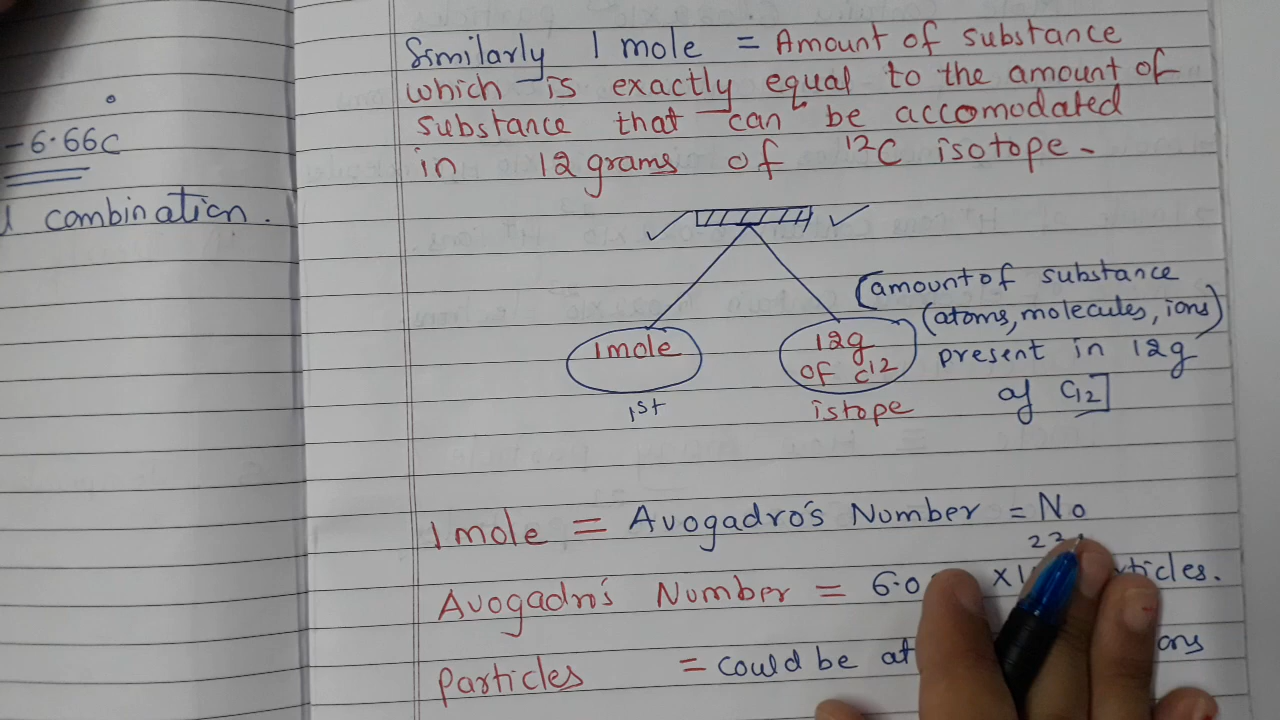 -6.66c
combination.
Similarly 1 mole = Amount of substance
which is exactly equal to the amount of
substance that can be accomodated
in 12 grams of ¹²C isotope.
1mole
1st
12g
of c12
istope
(amount of substance
(atoms, molecules, ions)
present in 12g
of C12]
1mole = Avogadro's Number = No
Avogadro's Number = 6.0 ×1
Particles = could be